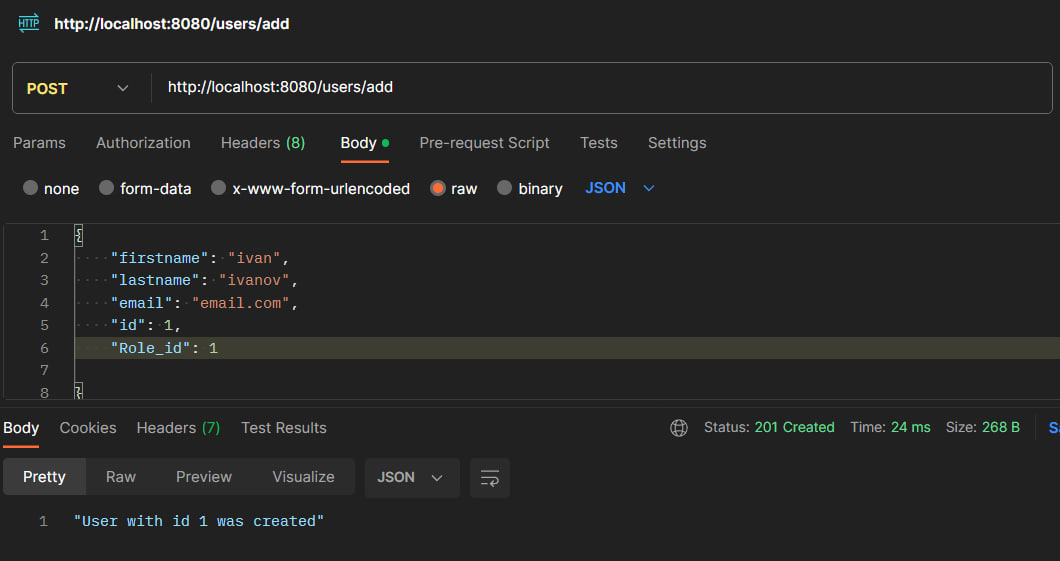 HTTP http://localhost:8080/users/add
POST http://localhost:8080/users/add
Params Authorization Headers (8) Body Pre-request Script Tests Settings
none form-data x-www-form-urlencoded raw binary JSON
1 {
2 "firstname": "ivan",
3 "lastname": "ivanov",
4 "email": "email.com",
5 "id": 1,
6 "Role_id": 1
7
8 }
Body Cookies Headers (7) Test Results Status: 201 Created Time: 24 ms Size: 268 B
Pretty Raw Preview Visualize JSON
1 "User with id 1 was created"